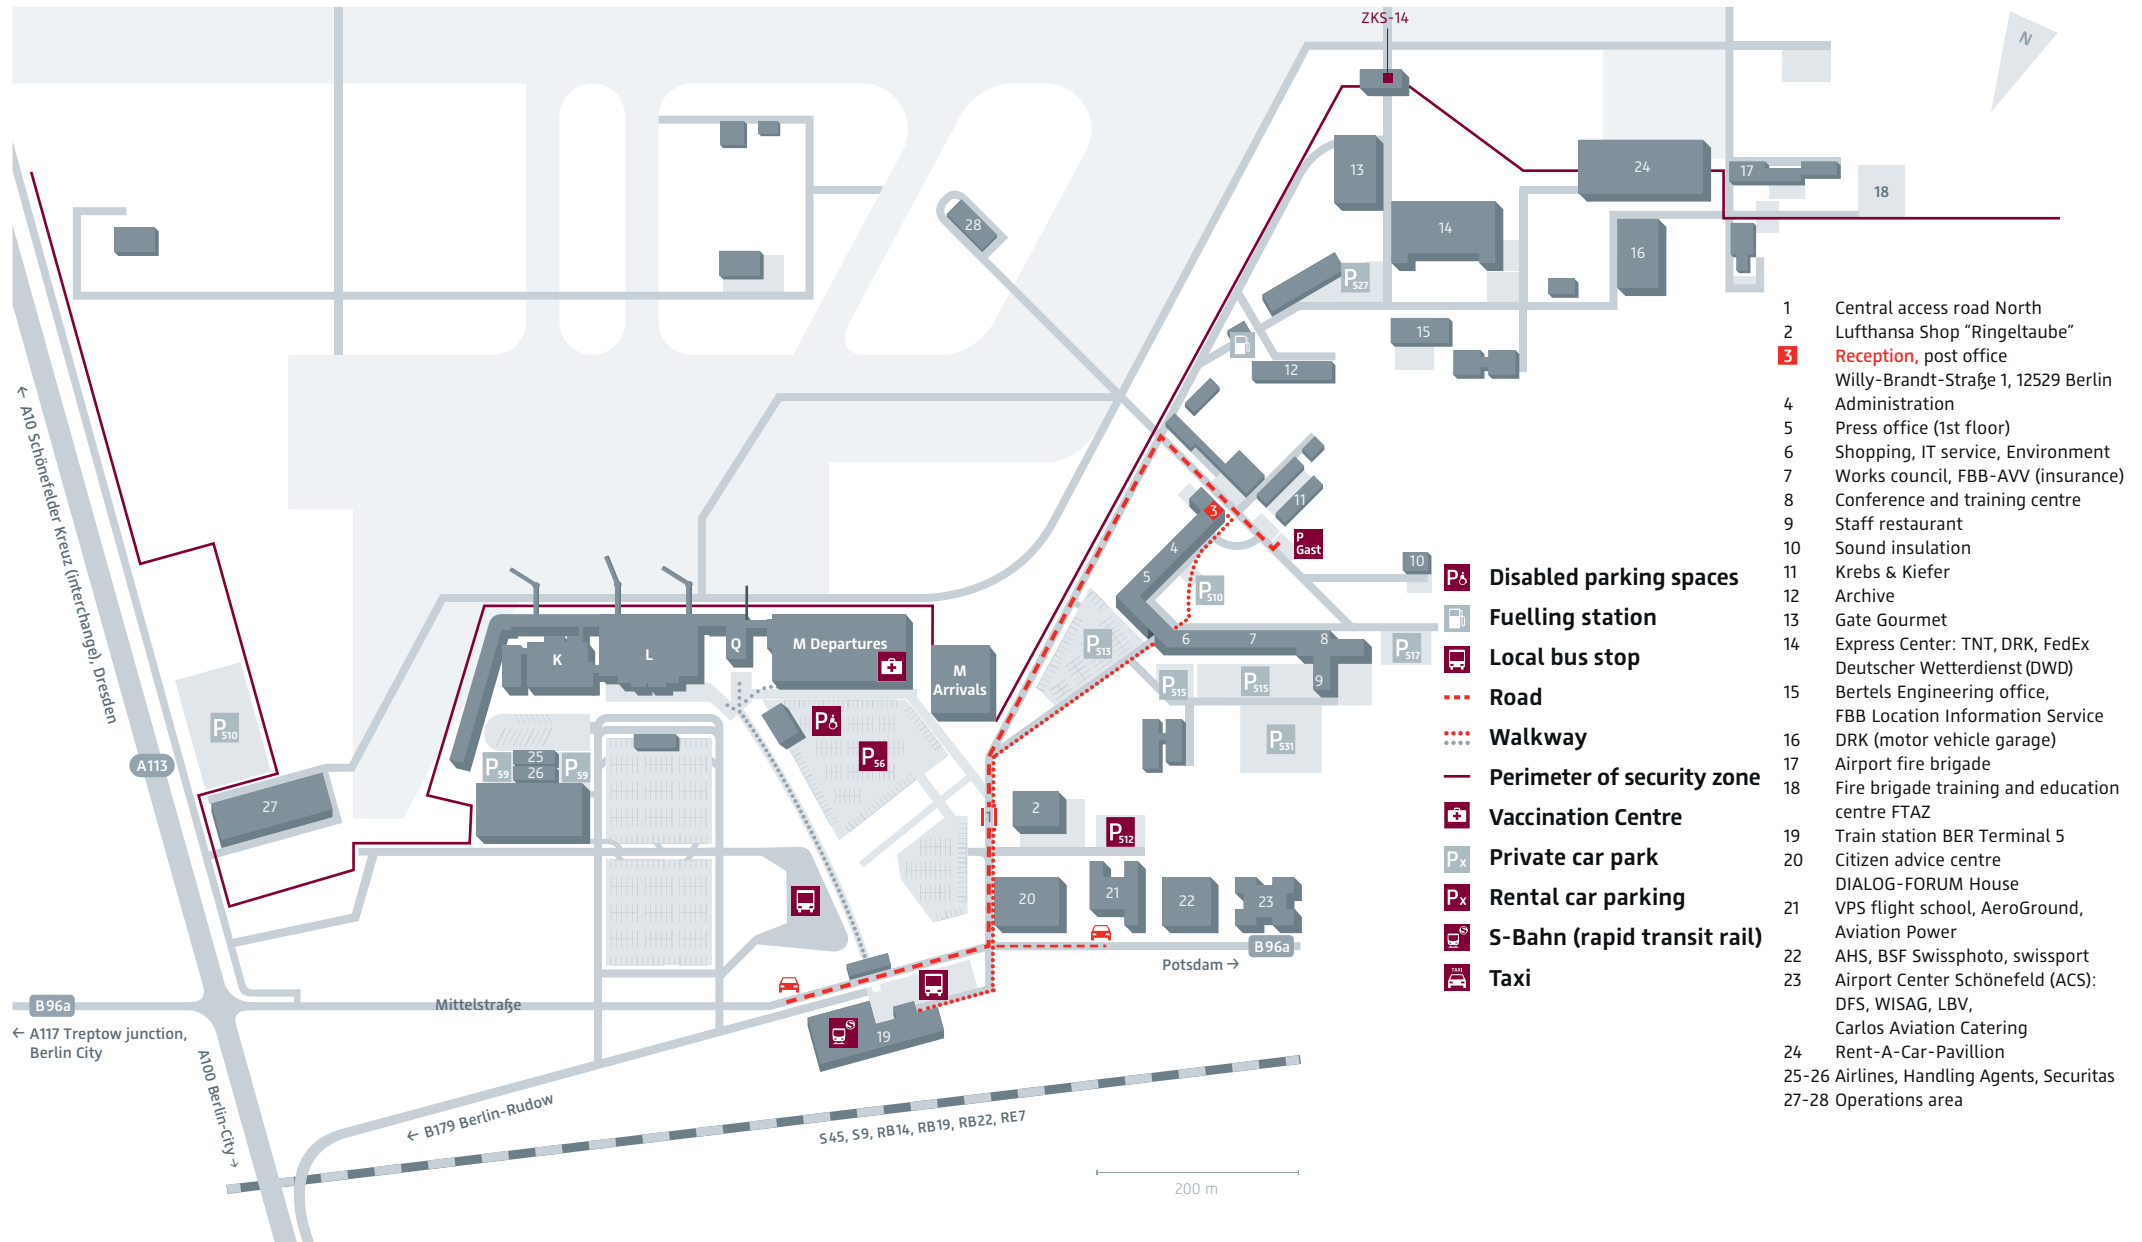 ZKS-14
N
13
24
17
18
14
16
28
P527
15
12
11
3
P
Gast
4
5
10
P510
6
7
8
P513
P517
9
P515
P515
P531
K
L
Q
M Departures
M
Arrivals
P56
P510
P59
25
26
P59
A113
27
1
2
P512
20
21
22
23
B96a
Potsdam →
19
B96a
Mittelstraße
← A117 Treptow junction,
Berlin City
← A10 Schönefelder Kreuz (interchange), Dresden
A100 Berlin-City →
← B179 Berlin-Rudow
S45, S9, RB14, RB19, RB22, RE7
200 m
P Disabled parking spaces
Fuelling station
Local bus stop
Road
Walkway
Perimeter of security zone
Vaccination Centre
Px Private car park
Px Rental car parking
S S-Bahn (rapid transit rail)
TAXI Taxi
1 Central access road North
2 Lufthansa Shop “Ringeltaube”
3 Reception, post office
Willy-Brandt-Straße 1, 12529 Berlin
4 Administration
5 Press office (1st floor)
6 Shopping, IT service, Environment
7 Works council, FBB-AVV (insurance)
8 Conference and training centre
9 Staff restaurant
10 Sound insulation
11 Krebs & Kiefer
12 Archive
13 Gate Gourmet
14 Express Center: TNT, DRK, FedEx
Deutscher Wetterdienst (DWD)
15 Bertels Engineering office,
FBB Location Information Service
16 DRK (motor vehicle garage)
17 Airport fire brigade
18 Fire brigade training and education
centre FTAZ
19 Train station BER Terminal 5
20 Citizen advice centre
DIALOG-FORUM House
21 VPS flight school, AeroGround,
Aviation Power
22 AHS, BSF Swissphoto, swissport
23 Airport Center Schönefeld (ACS):
DFS, WISAG, LBV,
Carlos Aviation Catering
24 Rent-A-Car-Pavillion
25-26 Airlines, Handling Agents, Securitas
27-28 Operations area